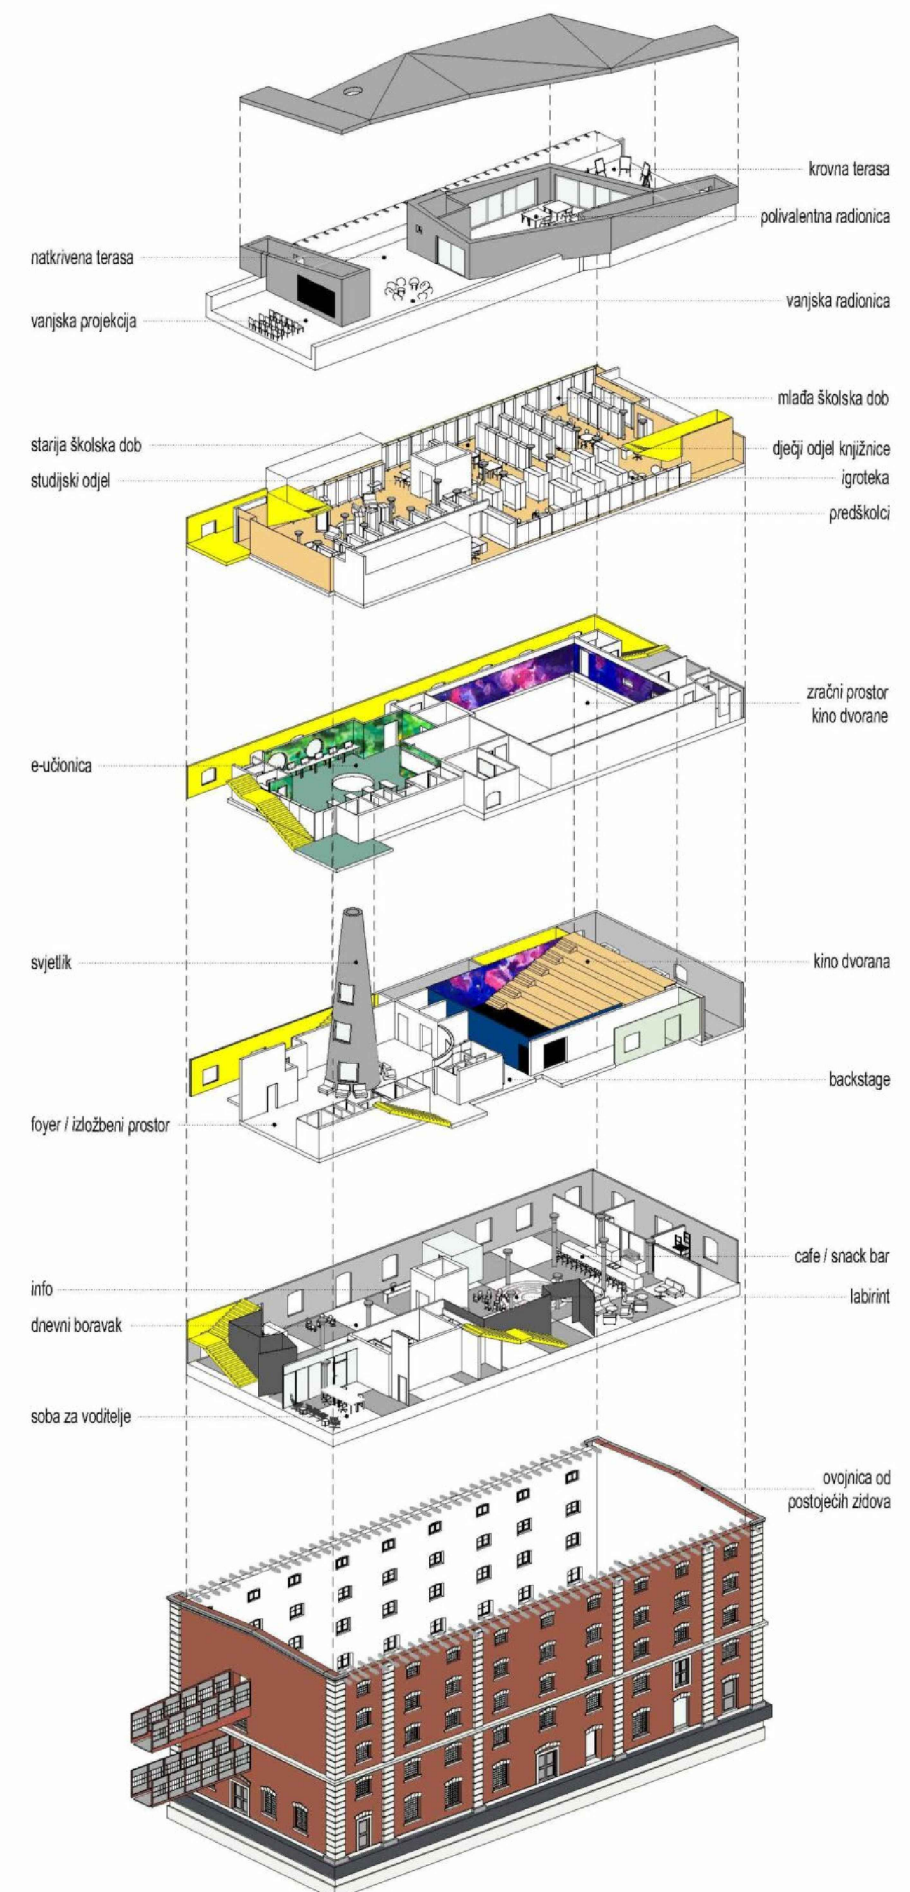 krovna terasa
polivalentna radionica
natkrivena terasa
vanjska radionica
vanjska projekcija
mlađa školska dob
starija školska dob
dječji odjel knjižnice
studijski odjel
igroteka
predškolci
zračni prostor
kino dvorane
e-učionica
svjetlik
kino dvorana
backstage
foyer / izložbeni prostor
cafe / snack bar
info
labirint
dnevni boravak
soba za voditelje
ovojnica od
postojećih zidova